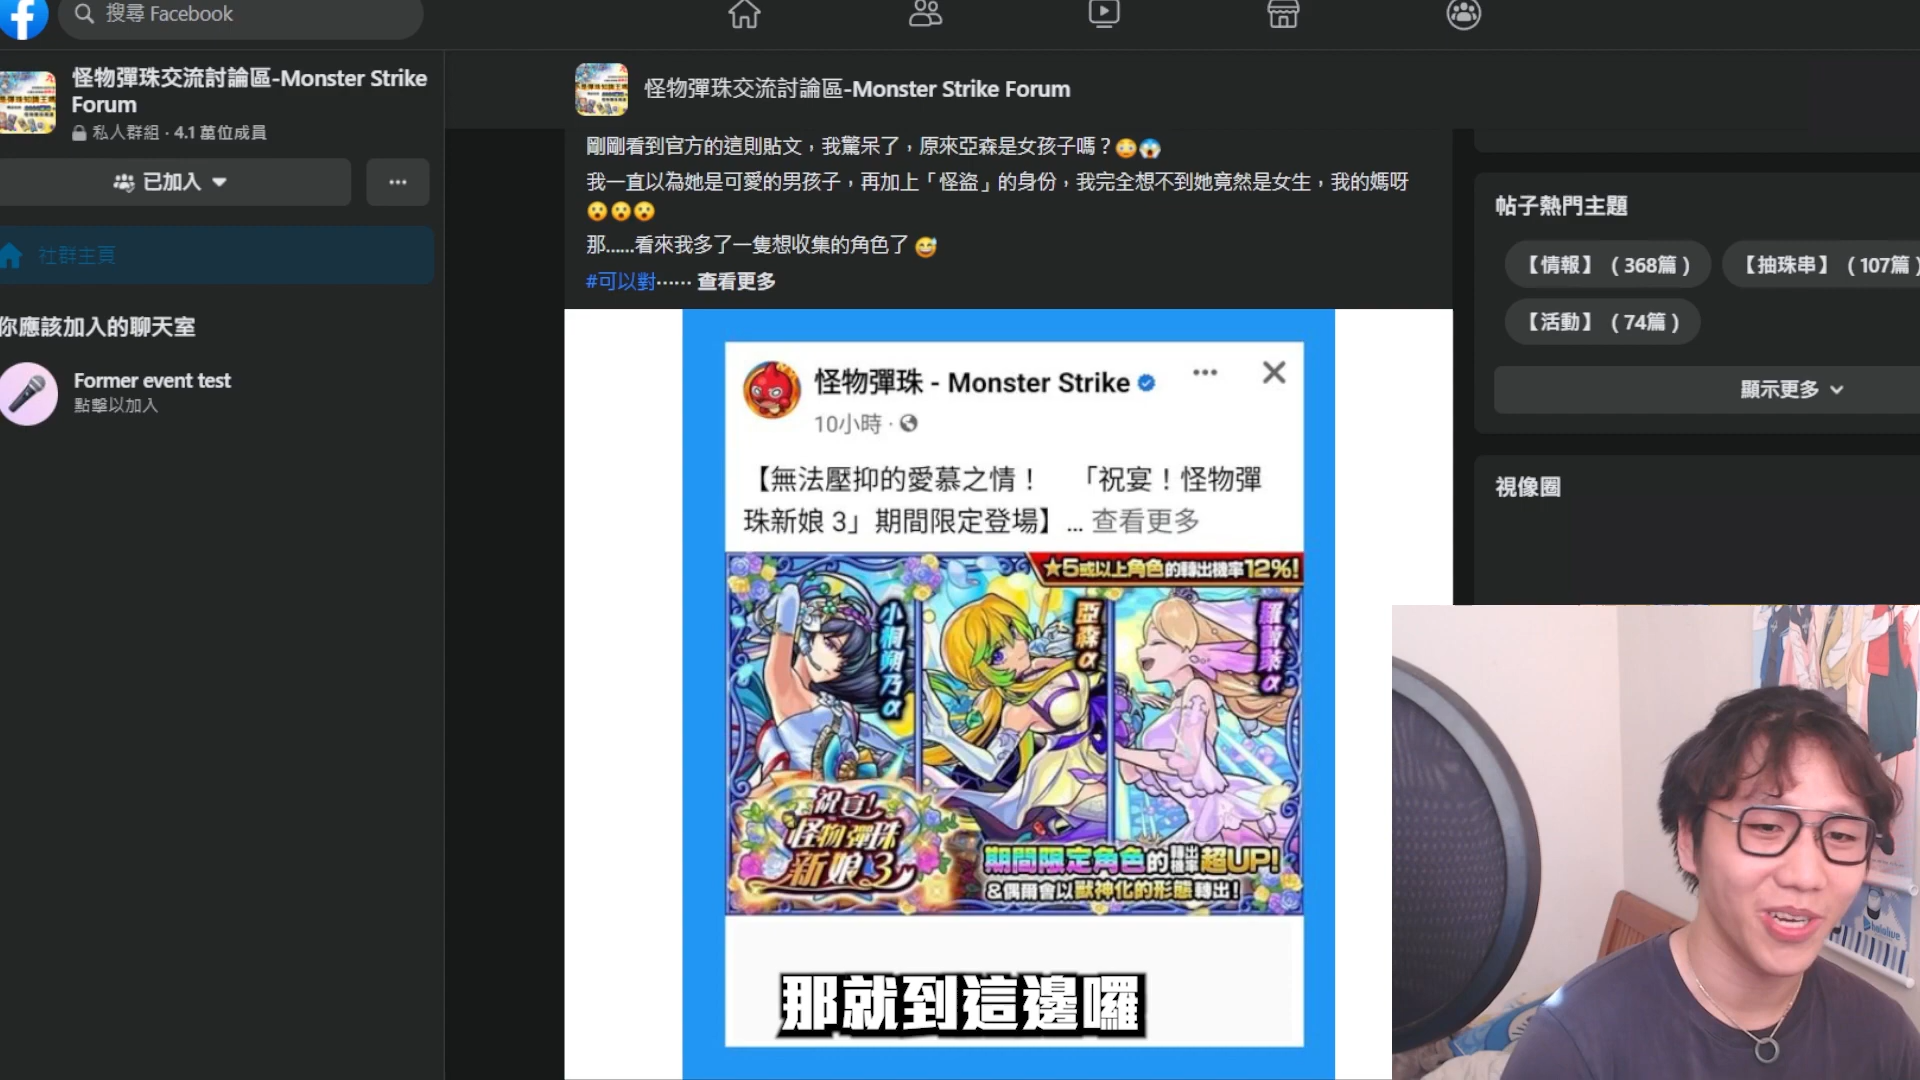 搜尋 Facebook
怪物彈珠交流討論區-Monster Strike
Forum
私人群組 · 4.1 萬位成員
已加入
社群主頁
你應該加入的聊天室
Former event test
點擊以加入
怪物彈珠交流討論區-Monster Strike Forum
剛剛看到官方的這則貼文，我驚呆了，原來亞森是女孩子嗎？😳😱
我一直以為她是可愛的男孩子，再加上「怪盜」的身份，我完全想不到她竟然是女生，我的媽呀
😮😮😮
那......看來我多了一隻想收集的角色了 😅
#可以對…… 查看更多
怪物彈珠 - Monster Strike
10小時 ·
【無法壓抑的愛慕之情！ 「祝宴！怪物彈
珠新娘 3」期間限定登場】... 查看更多
★5或以上角色的轉出機率12%!
小桐朔乃α
亞森α
祝宴!
怪物彈珠
新娘3
期間限定角色的轉出機率超UP!
&偶爾會以獸神化的形態轉出!
那就到這邊囉
帖子熱門主題
【情報】 ( 368篇 )
【抽珠串】 ( 107篇 )
【活動】 ( 74篇 )
顯示更多
視像圈
hololive